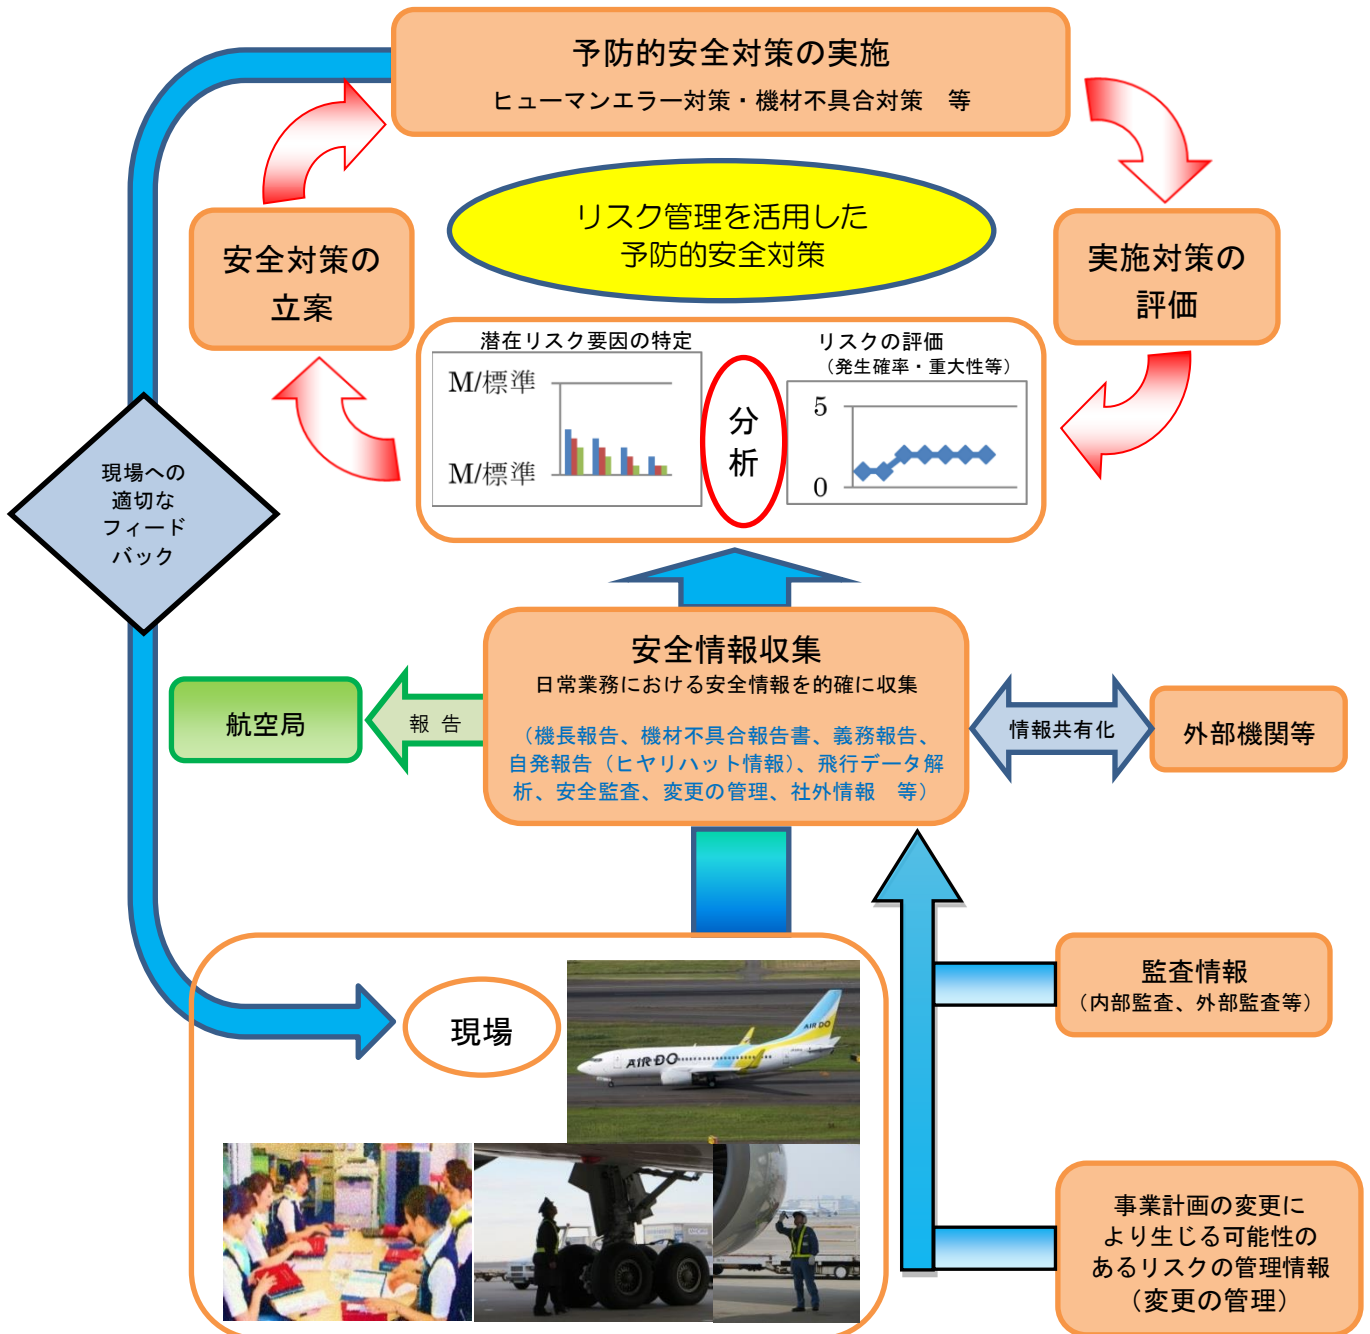 予防的安全対策の実施
ヒューマンエラー対策・機材不具合対策　等
リスク管理を活用した
予防的安全対策
安全対策の
立案
実施対策の
評価
潜在リスク要因の特定
M/標準
M/標準
分
析
リスクの評価
（発生確率・重大性等）
5
0
現場への
適切な
フィード
バック
安全情報収集
日常業務における安全情報を的確に収集
（機長報告、機材不具合報告書、義務報告、
自発報告（ヒヤリハット情報）、飛行データ解
析、安全監査、変更の管理、社外情報　等）
航空局
報 告
情報共有化
外部機関等
現場
AIR DO
AIR DO
監査情報
（内部監査、外部監査等）
事業計画の変更に
より生じる可能性の
あるリスクの管理情報
（変更の管理）